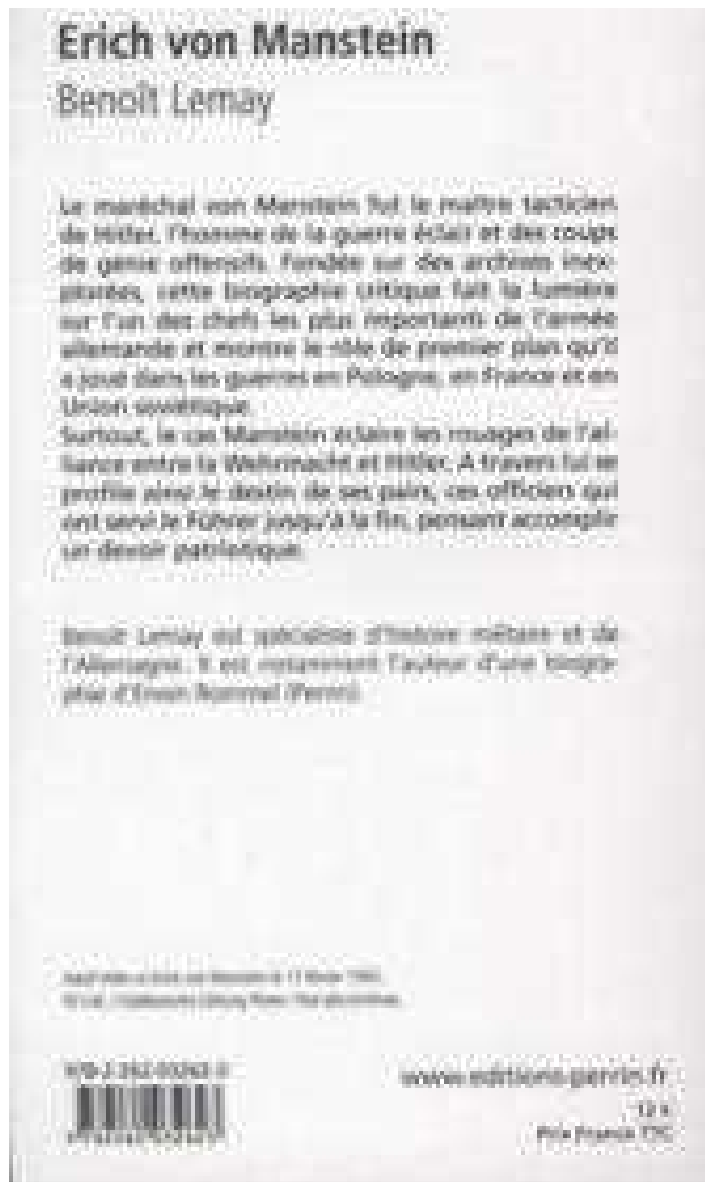 Erich von Manstein
Benoît Lemay
Le maréchal von Manstein fut le maître tacticien
de Hitler, l'homme de la guerre éclair et des coups
de génie offensifs. Fondée sur des archives inex-
plorées, cette biographie critique fait la lumière
sur l'un des chefs les plus importants de l'armée
allemande et montre le rôle de premier plan qu'il
a joué dans les guerres en Pologne, en France et en
Union soviétique.
Surtout, le cas Manstein éclaire les rouages de l'al-
liance entre la Wehrmacht et Hitler. A travers lui se
profile ainsi le destin de ses pairs, ces officiers qui
ont servi le Führer jusqu'à la fin, pensant accomplir
un devoir patriotique.
Benoît Lemay est spécialiste d'histoire militaire et de
l'Allemagne. Il est notamment l'auteur d'une biogra-
phie d'Erwin Rommel (Perrin).
www.editions-perrin.fr
12 €
Prix France TTC